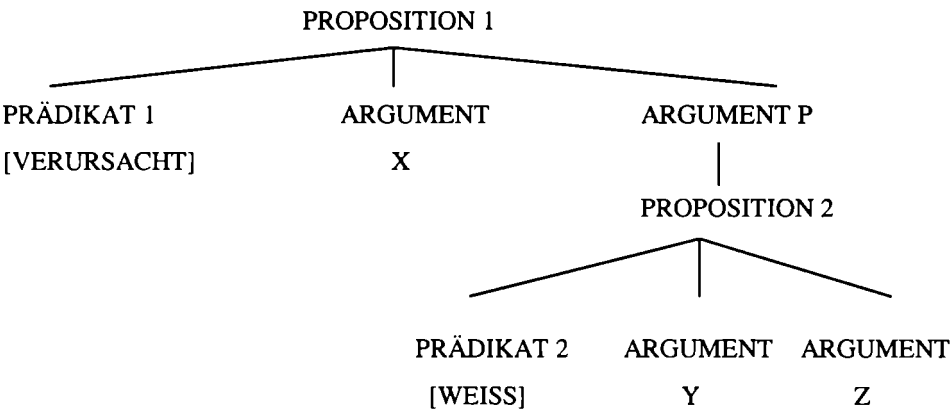 PROPOSITION 1
PRÄDIKAT 1 ARGUMENT ARGUMENT P
[VERURSACHT] X
PROPOSITION 2
PRÄDIKAT 2 ARGUMENT ARGUMENT
[WEISS] Y Z